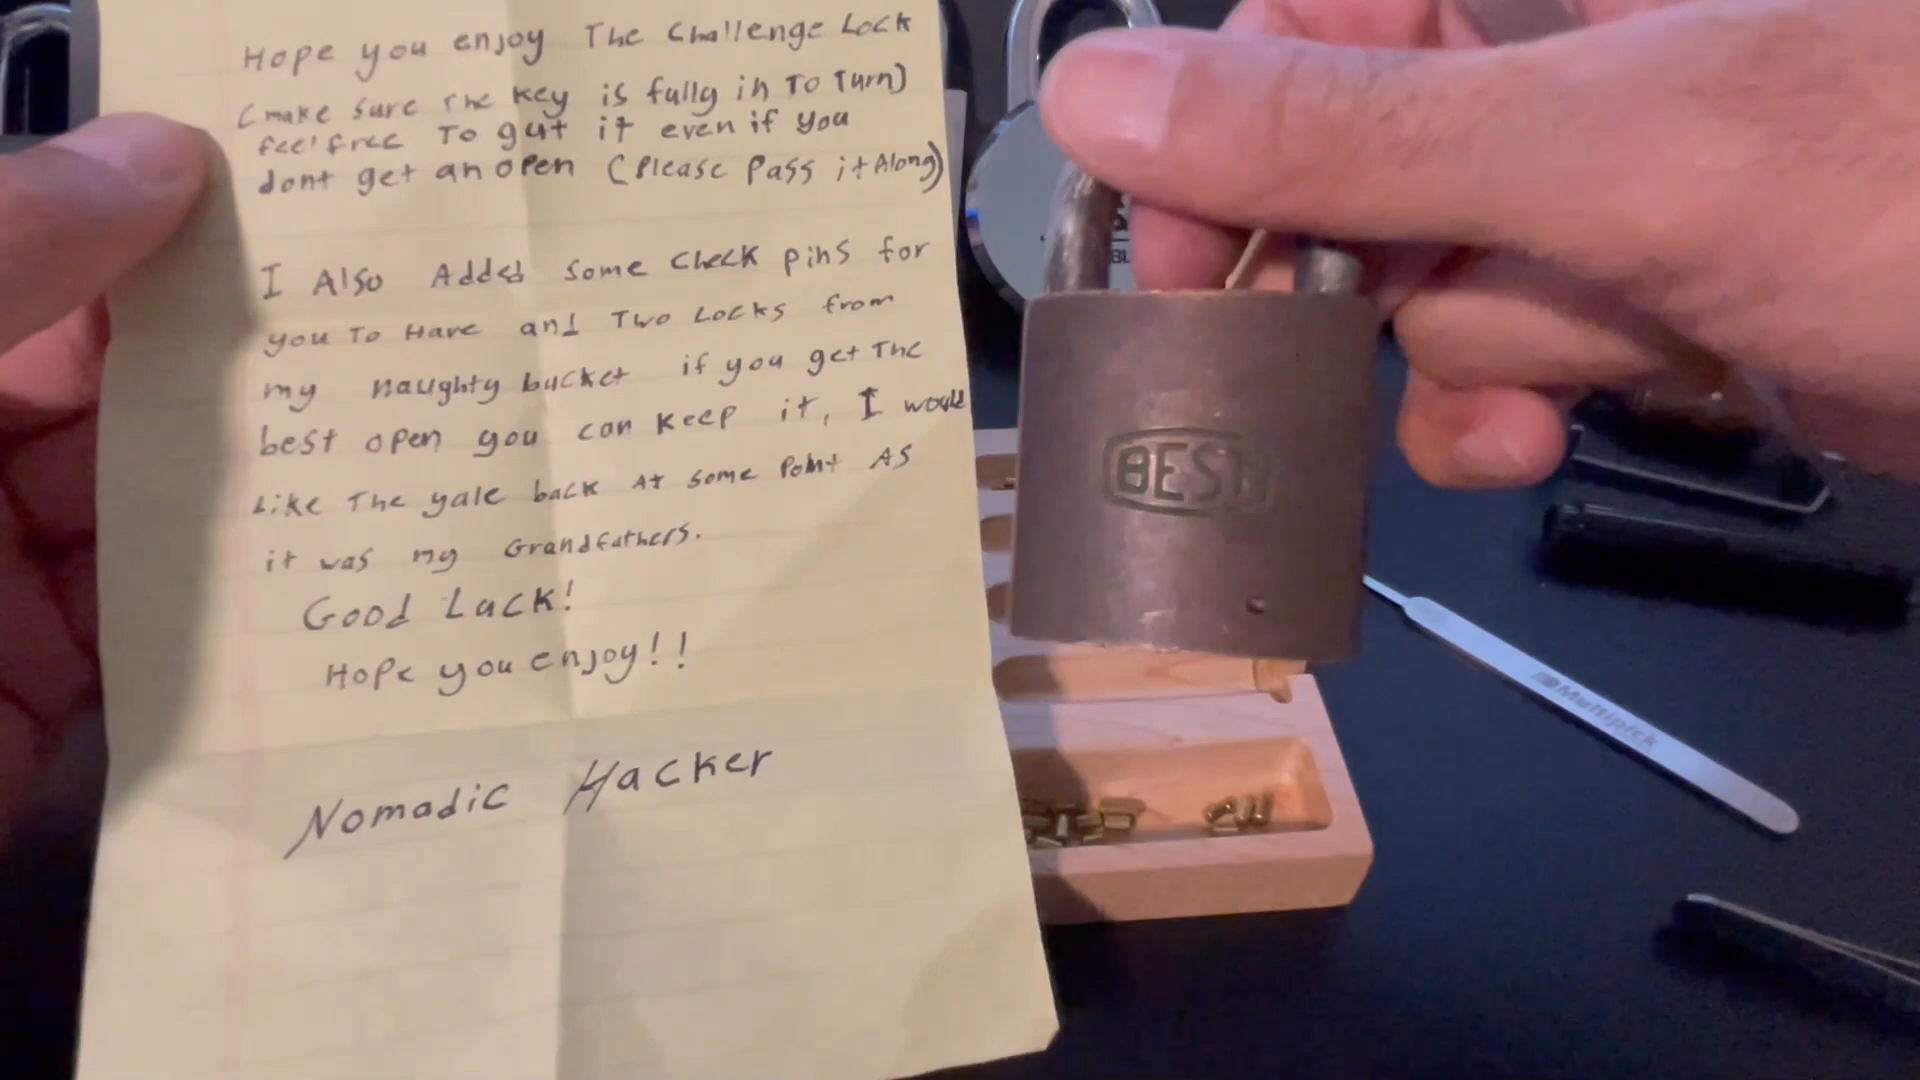 Hope you enjoy The Challenge Lock
(make sure The key is fully in To Turn)
feel free To gut it even if you
dont get an open (Please Pass it Along)
I Also Added some check pins for
you To Have and Two Locks from
my naughty bucket if you get The
best open you can keep it, I would
Like The yale back At some Point As
it was my Grandfathers.
Good Luck!
Hope you enjoy!!
Nomadic Hacker
BEST
Multipick